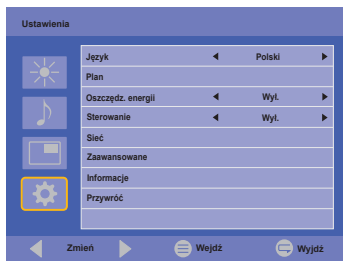 Ustawienia
Język Polski
Plan
Oszczędz. energii Wył.
Sterowanie Wył.
Sieć
Zaawansowane
Informacje
Przywróć
Zmień Wejdź Wyjdź